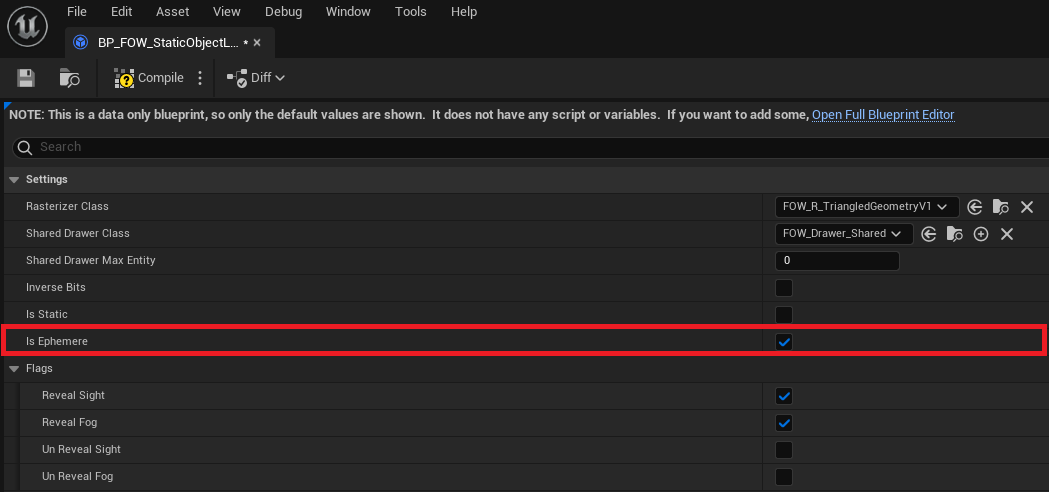 File Edit Asset View Debug Window Tools Help
BP_FOW_StaticObjectL... •
Compile Diff
NOTE: This is a data only blueprint, so only the default values are shown. It does not have any script or variables. If you want to add some, Open Full Blueprint Editor
Search
Settings
Rasterizer Class FOW_R_TriangledGeometryV1
Shared Drawer Class FOW_Drawer_Shared
Shared Drawer Max Entity 0
Inverse Bits
Is Static
Is Ephemere
Flags
Reveal Sight
Reveal Fog
Un Reveal Sight
Un Reveal Fog